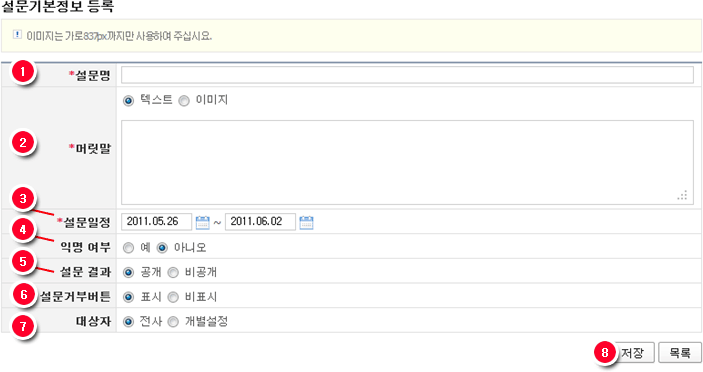 설문기본정보 등록
이미지는 가로837px까지만 사용하여 주십시요.
1 *설문명
텍스트 이미지
2 *머릿말
3 *설문일정 2011.05.26 ~ 2011.06.02
4 익명 여부 예 아니오
5 설문 결과 공개 비공개
6 설문거부버튼 표시 비표시
7 대상자 전사 개별설정
8 저장 목록